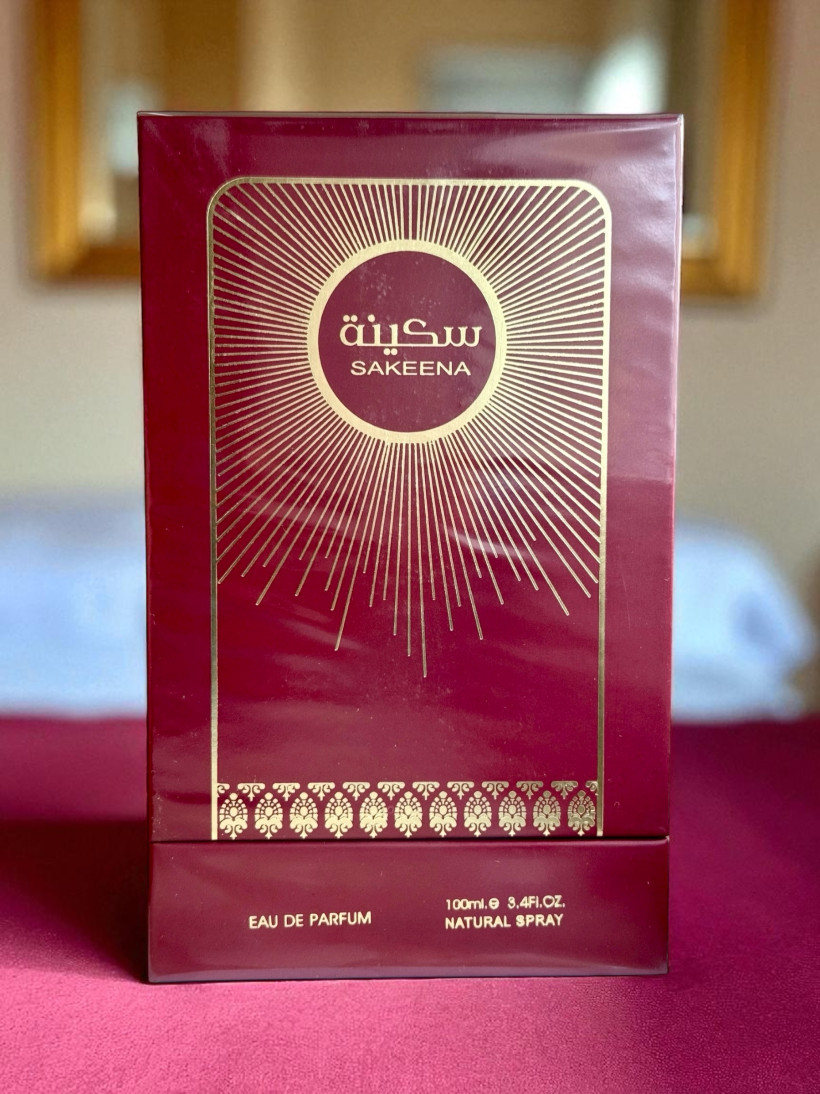 سكينة
SAKEENA
EAU DE PARFUM
100ml.℮ 3.4Fl.OZ.
NATURAL SPRAY